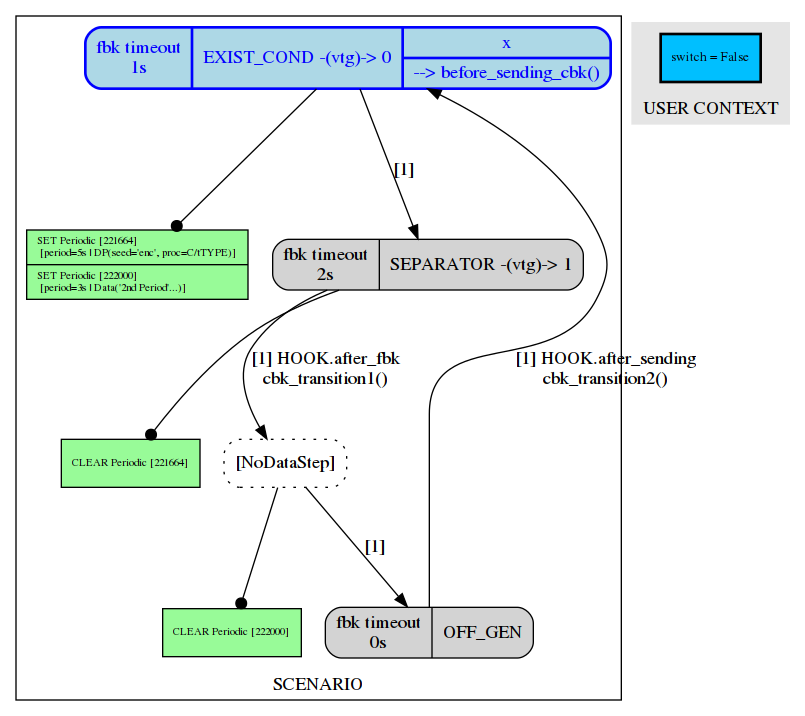 fbk timeout
1s
EXIST_COND -(vtg)-> 0
x
--> before_sending_cbk()
switch = False
USER CONTEXT
[1]
SET Periodic [221664]
[period=5s | DP(seed='enc', proc=C/tTYPE)]
SET Periodic [222000]
[period=3s | Data('2nd Period'...)]
fbk timeout
2s
SEPARATOR -(vtg)-> 1
[1] HOOK.after_fbk
cbk_transition1()
[1] HOOK.after_sending
cbk_transition2()
CLEAR Periodic [221664]
[NoDataStep]
[1]
CLEAR Periodic [222000]
fbk timeout
0s
OFF_GEN
SCENARIO